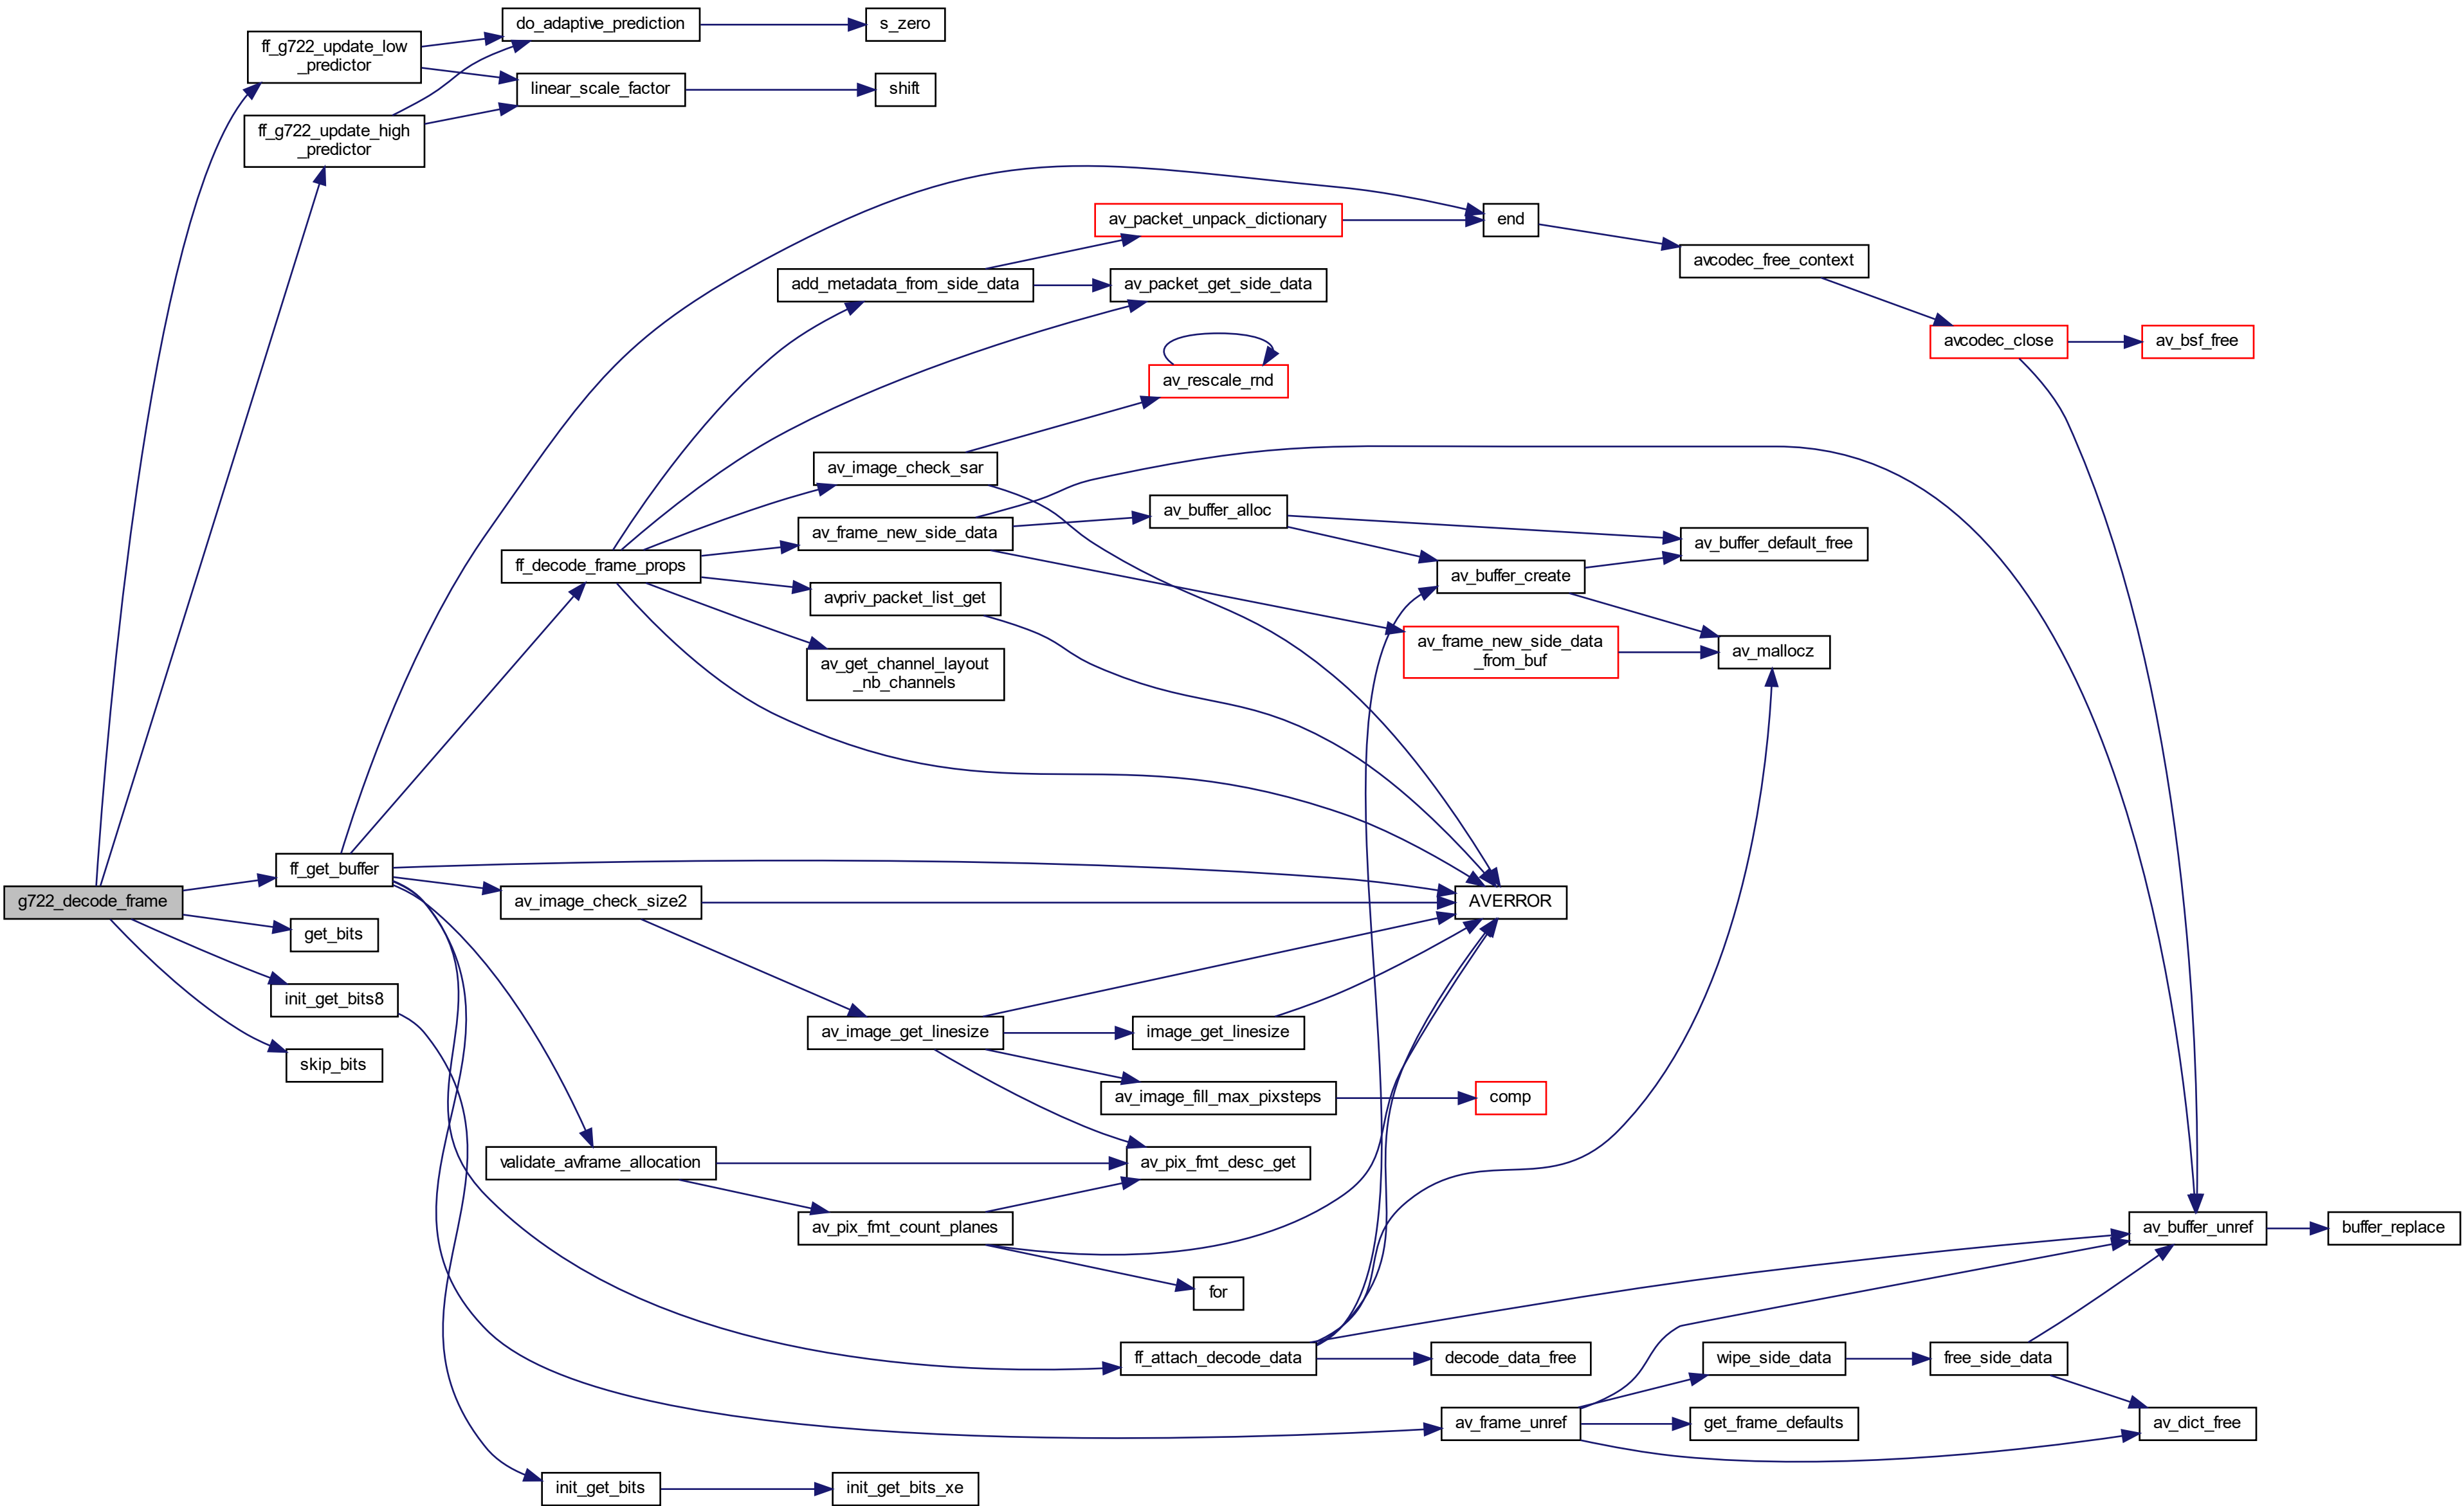 do_adaptive_prediction
s_zero
ff_g722_update_low
_predictor
linear_scale_factor
shift
ff_g722_update_high
_predictor
av_packet_unpack_dictionary
end
avcodec_free_context
add_metadata_from_side_data
av_packet_get_side_data
avcodec_close
av_bsf_free
av_rescale_rnd
av_image_check_sar
av_buffer_alloc
av_frame_new_side_data
av_buffer_default_free
ff_decode_frame_props
av_buffer_create
avpriv_packet_list_get
av_frame_new_side_data
_from_buf
av_mallocz
av_get_channel_layout
_nb_channels
ff_get_buffer
g722_decode_frame
av_image_check_size2
AVERROR
get_bits
init_get_bits8
av_image_get_linesize
image_get_linesize
skip_bits
av_image_fill_max_pixsteps
comp
validate_avframe_allocation
av_pix_fmt_desc_get
av_pix_fmt_count_planes
av_buffer_unref
buffer_replace
for
ff_attach_decode_data
decode_data_free
wipe_side_data
free_side_data
av_frame_unref
get_frame_defaults
av_dict_free
init_get_bits
init_get_bits_xe